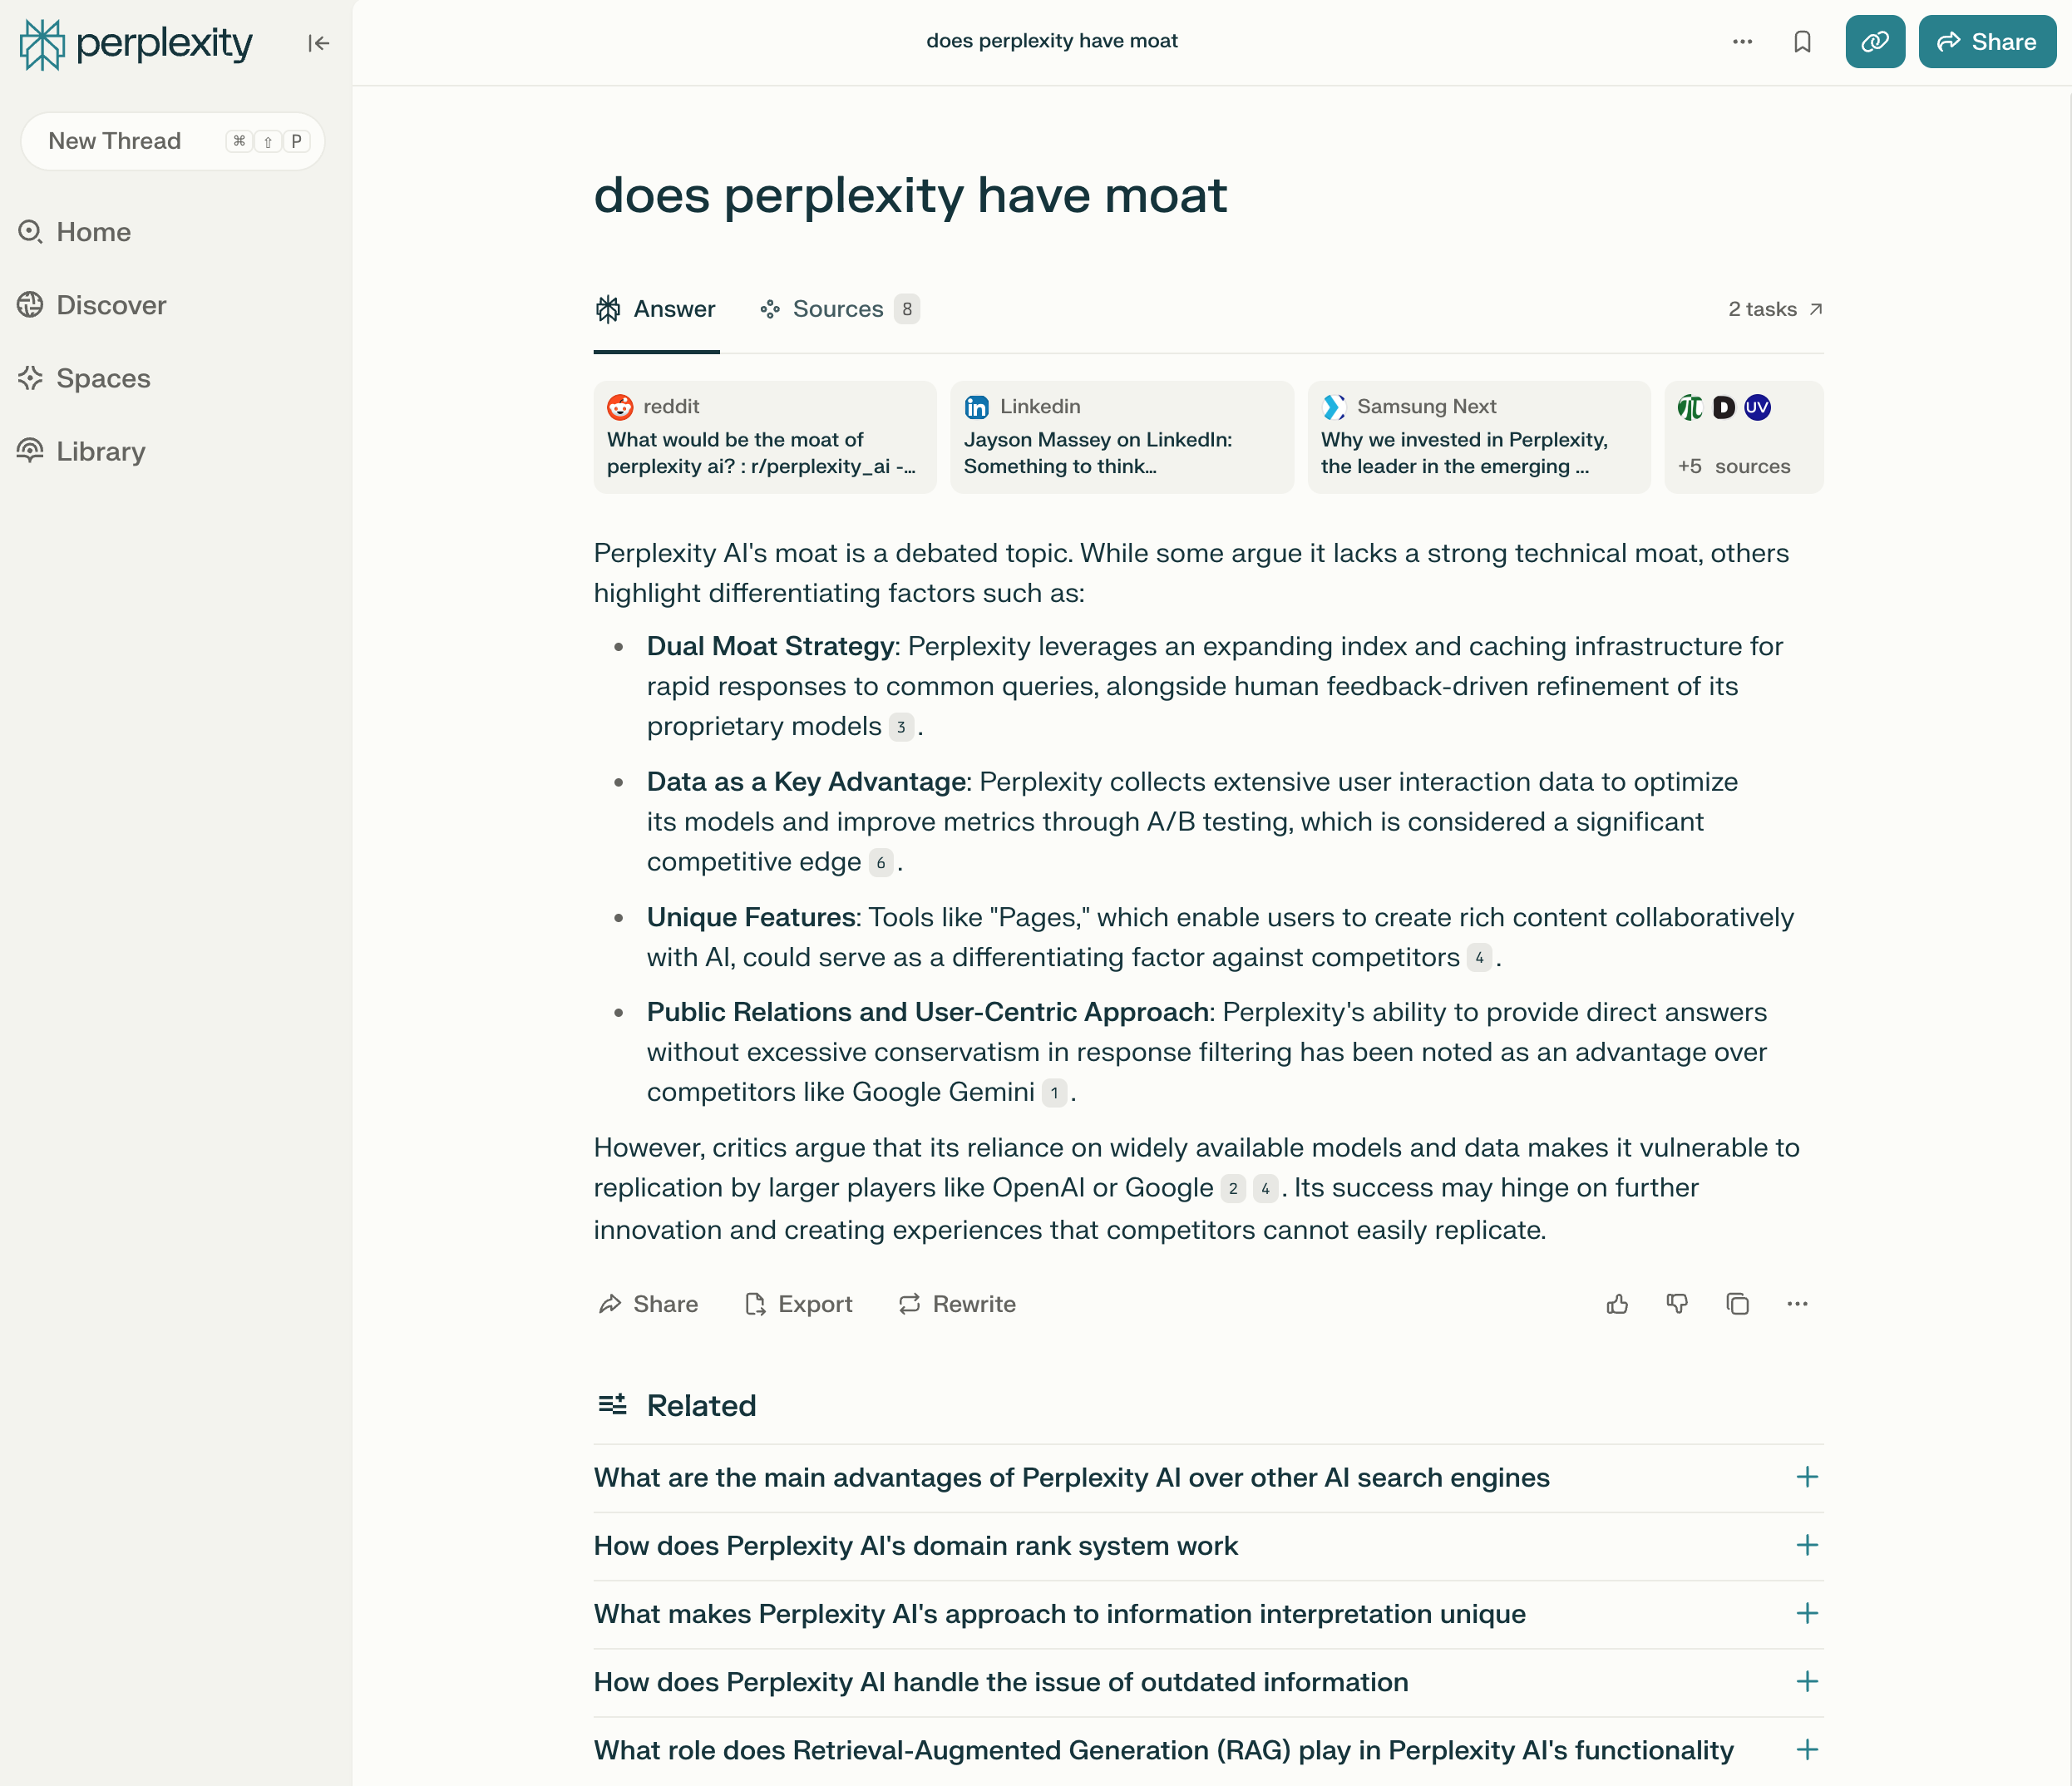 perplexity
does perplexity have moat
Share
New Thread
⌘ ⇧ P
Home
Discover
Spaces
Library
does perplexity have moat
Answer
Sources 8
2 tasks
reddit
What would be the moat of
perplexity ai? : r/perplexity_ai -...
Linkedin
Jayson Massey on LinkedIn:
Something to think...
Samsung Next
Why we invested in Perplexity,
the leader in the emerging ...
D UV
+5 sources
Perplexity AI's moat is a debated topic. While some argue it lacks a strong technical moat, others
highlight differentiating factors such as:
• Dual Moat Strategy: Perplexity leverages an expanding index and caching infrastructure for
rapid responses to common queries, alongside human feedback-driven refinement of its
proprietary models 3 .
• Data as a Key Advantage: Perplexity collects extensive user interaction data to optimize
its models and improve metrics through A/B testing, which is considered a significant
competitive edge 6 .
• Unique Features: Tools like "Pages," which enable users to create rich content collaboratively
with AI, could serve as a differentiating factor against competitors 4 .
• Public Relations and User-Centric Approach: Perplexity's ability to provide direct answers
without excessive conservatism in response filtering has been noted as an advantage over
competitors like Google Gemini 1 .
However, critics argue that its reliance on widely available models and data makes it vulnerable to
replication by larger players like OpenAI or Google 2 4 . Its success may hinge on further
innovation and creating experiences that competitors cannot easily replicate.
Share
Export
Rewrite
Related
What are the main advantages of Perplexity AI over other AI search engines
How does Perplexity AI's domain rank system work
What makes Perplexity AI's approach to information interpretation unique
How does Perplexity AI handle the issue of outdated information
What role does Retrieval-Augmented Generation (RAG) play in Perplexity AI's functionality